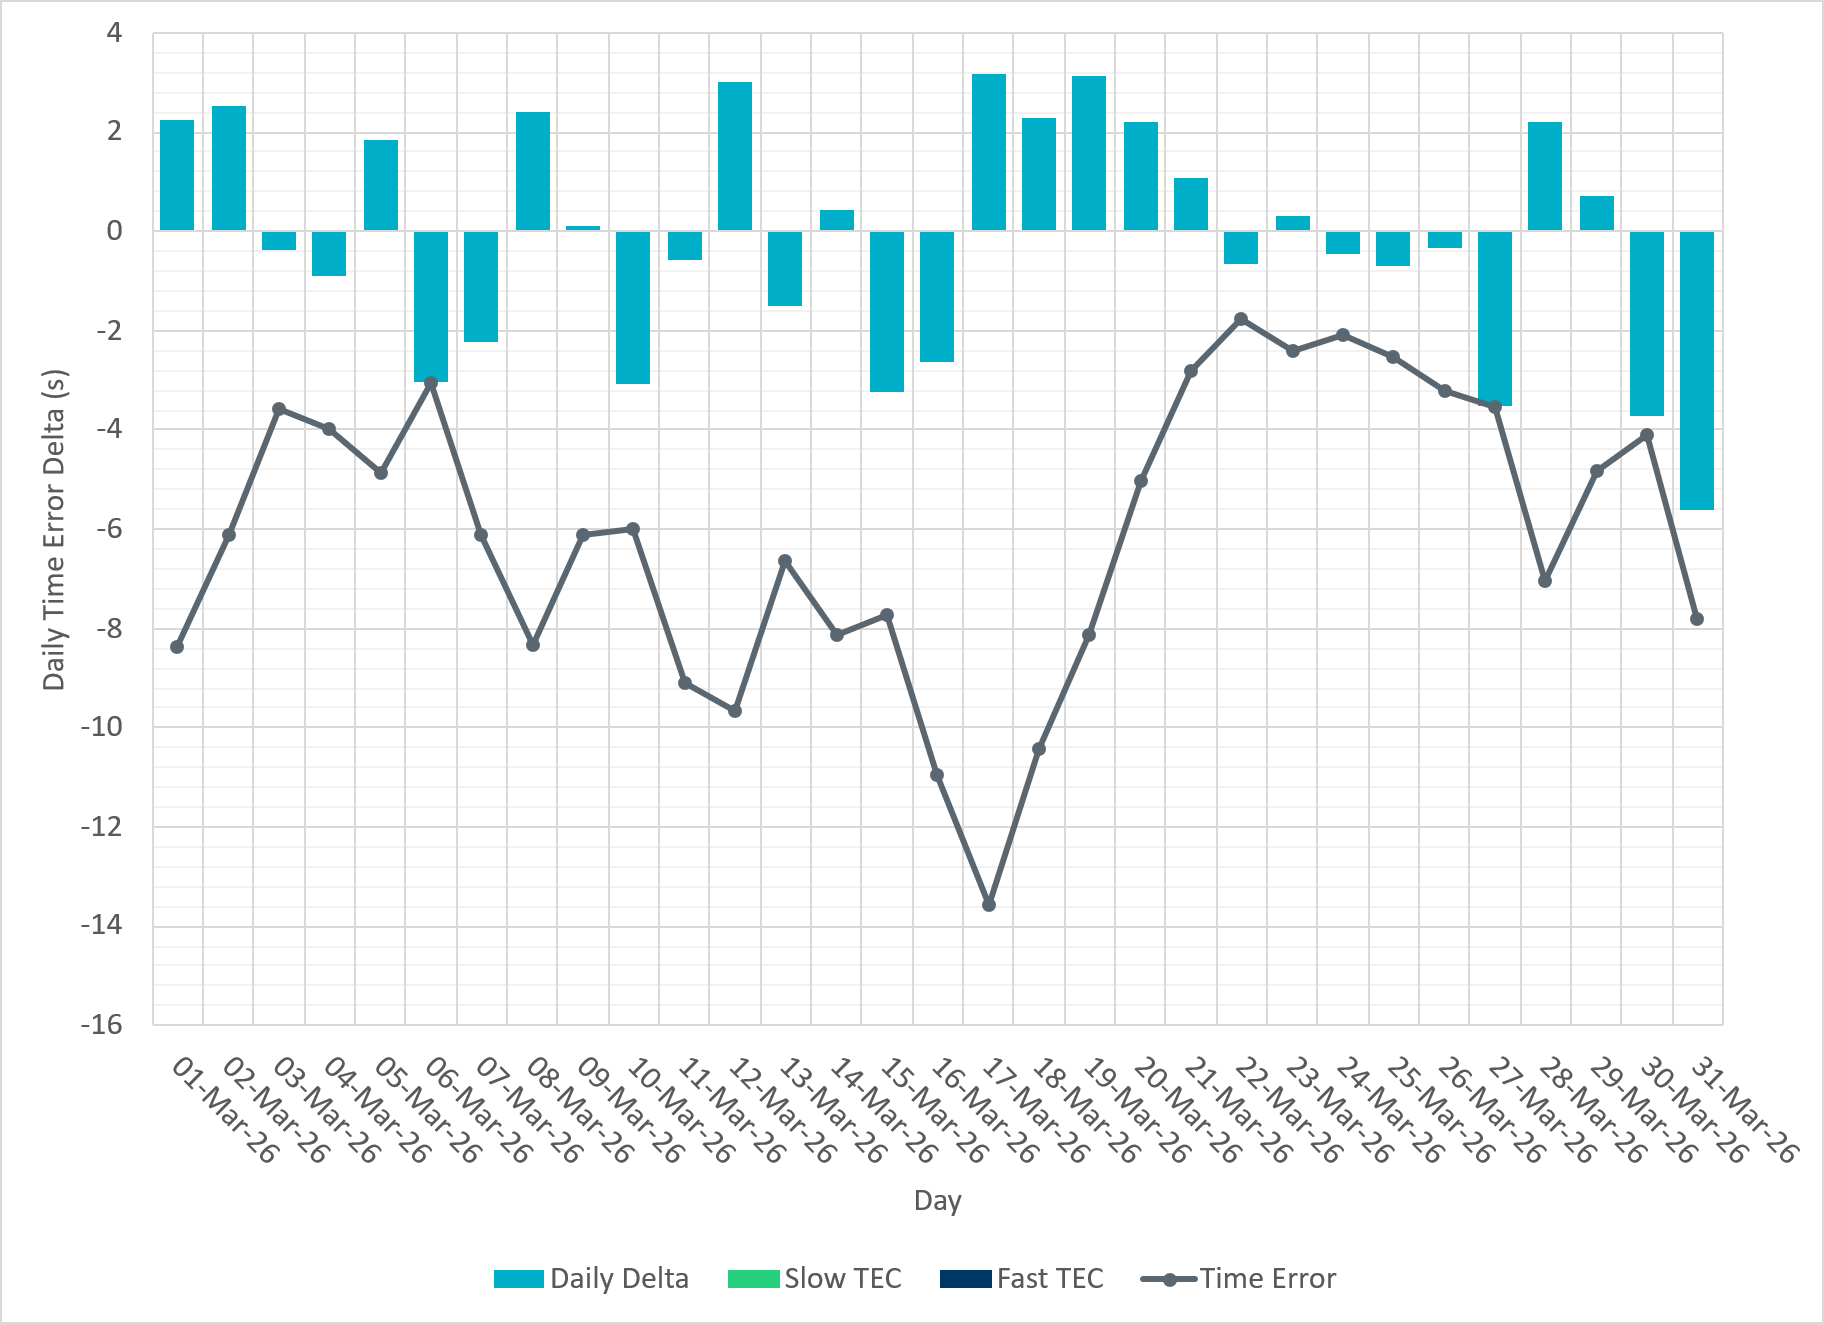 4
2
0
-2
-4
-6
-8
-10
-12
-14
-16
Daily Time Error Delta (s)
01-Mar-26
02-Mar-26
03-Mar-26
04-Mar-26
05-Mar-26
06-Mar-26
07-Mar-26
08-Mar-26
09-Mar-26
10-Mar-26
11-Mar-26
12-Mar-26
13-Mar-26
14-Mar-26
15-Mar-26
16-Mar-26
17-Mar-26
18-Mar-26
19-Mar-26
20-Mar-26
21-Mar-26
22-Mar-26
23-Mar-26
24-Mar-26
25-Mar-26
26-Mar-26
27-Mar-26
28-Mar-26
29-Mar-26
30-Mar-26
31-Mar-26
Day
Daily Delta Slow TEC Fast TEC Time Error